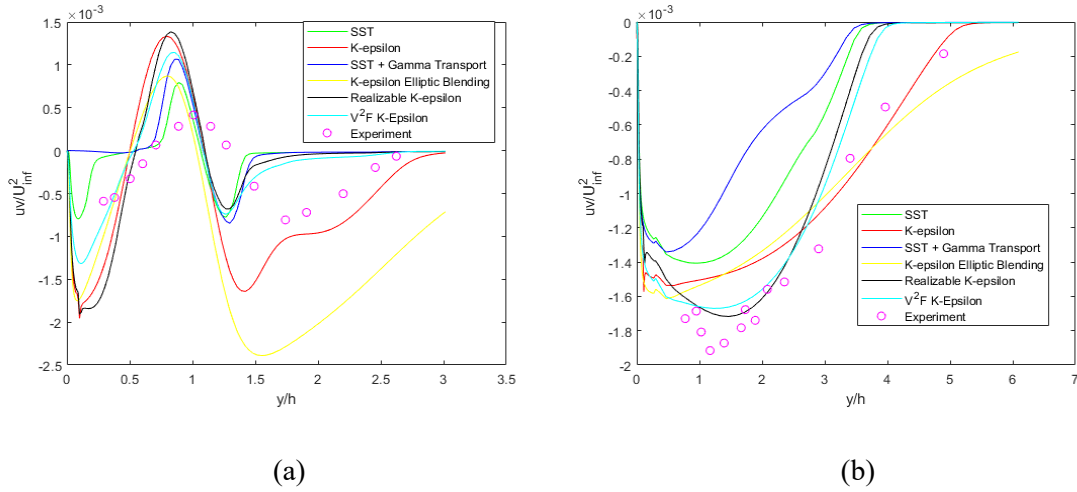 ×10⁻³
1.5
1
0.5
0
-0.5
-1
-1.5
-2
-2.5
uv/U²inf
0 0.5 1 1.5 2 2.5 3 3.5
y/h
SST
K-epsilon
SST + Gamma Transport
K-epsilon Elliptic Blending
Realizable K-epsilon
V²F K-Epsilon
Experiment
(a)
×10⁻³
0
-0.2
-0.4
-0.6
-0.8
-1
-1.2
-1.4
-1.6
-1.8
-2
uv/U²inf
0 1 2 3 4 5 6 7
y/h
SST
K-epsilon
SST + Gamma Transport
K-epsilon Elliptic Blending
Realizable K-epsilon
V²F K-Epsilon
Experiment
(b)